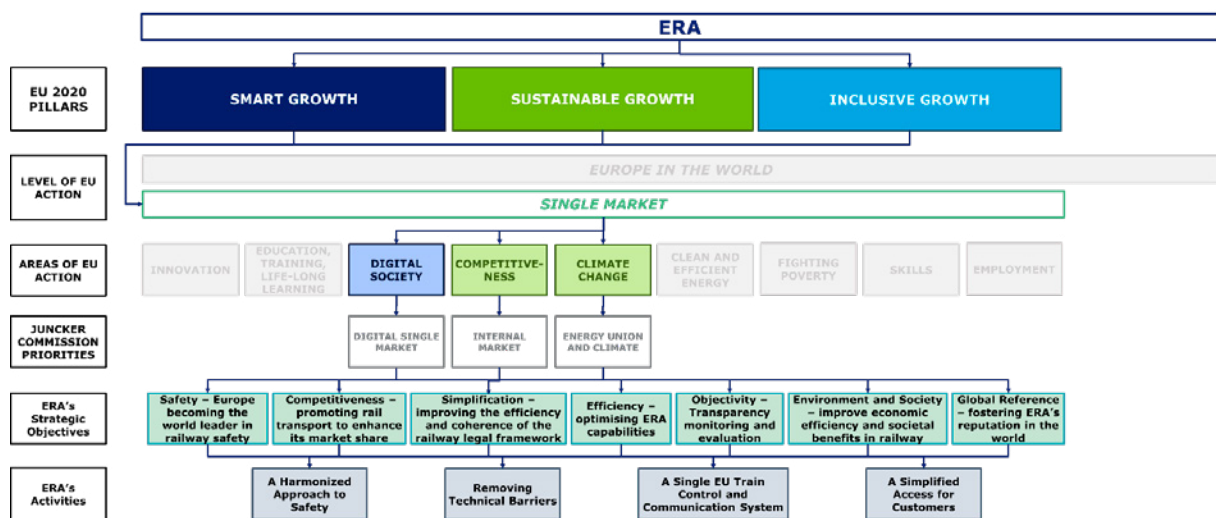 ERA
EU 2020
PILLARS
SMART GROWTH
SUSTAINABLE GROWTH
INCLUSIVE GROWTH
LEVEL OF EU
ACTION
EUROPE IN THE WORLD
SINGLE MARKET
AREAS OF EU
ACTION
INNOVATION
EDUCATION,
TRAINING,
LIFE-LONG
LEARNING
DIGITAL
SOCIETY
COMPETITIVE-
NESS
CLIMATE
CHANGE
CLEAN AND
EFFICIENT
ENERGY
FIGHTING
POVERTY
SKILLS
EMPLOYMENT
JUNCKER
COMMISSION
PRIORITIES
DIGITAL SINGLE
MARKET
INTERNAL
MARKET
ENERGY UNION
AND CLIMATE
ERA's
Strategic
Objectives
Safety – Europe
becoming the
world leader in
railway safety
Competitiveness –
promoting rail
transport to enhance
its market share
Simplification –
improving the efficiency
and coherence of the
railway legal framework
Efficiency –
optimising ERA
capabilities
Objectivity –
Transparency
monitoring and
evaluation
Environment and Society
– improve economic
efficiency and societal
benefits in railway
Global Reference
– fostering ERA's
reputation in the
world
ERA's
Activities
A Harmonized
Approach to
Safety
Removing
Technical Barriers
A Single EU Train
Control and
Communication System
A Simplified
Access for
Customers